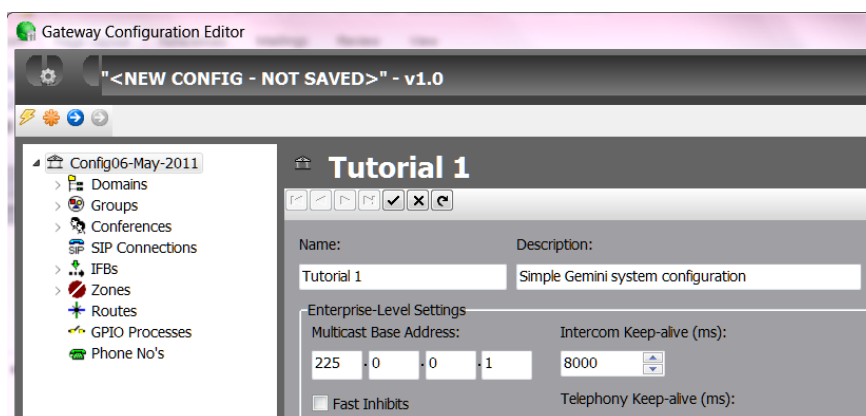 Gateway Configuration Editor
"<NEW CONFIG - NOT SAVED>" - v1.0
Config06-May-2011
Domains
Groups
Conferences
SIP SIP Connections
IFBs
Zones
Routes
GPIO Processes
Phone No's
Tutorial 1
Name:
Description:
Tutorial 1
Simple Gemini system configuration
Enterprise-Level Settings
Multicast Base Address:
Intercom Keep-alive (ms):
225 . 0 . 0 . 1
8000
Fast Inhibits
Telephony Keep-alive (ms):